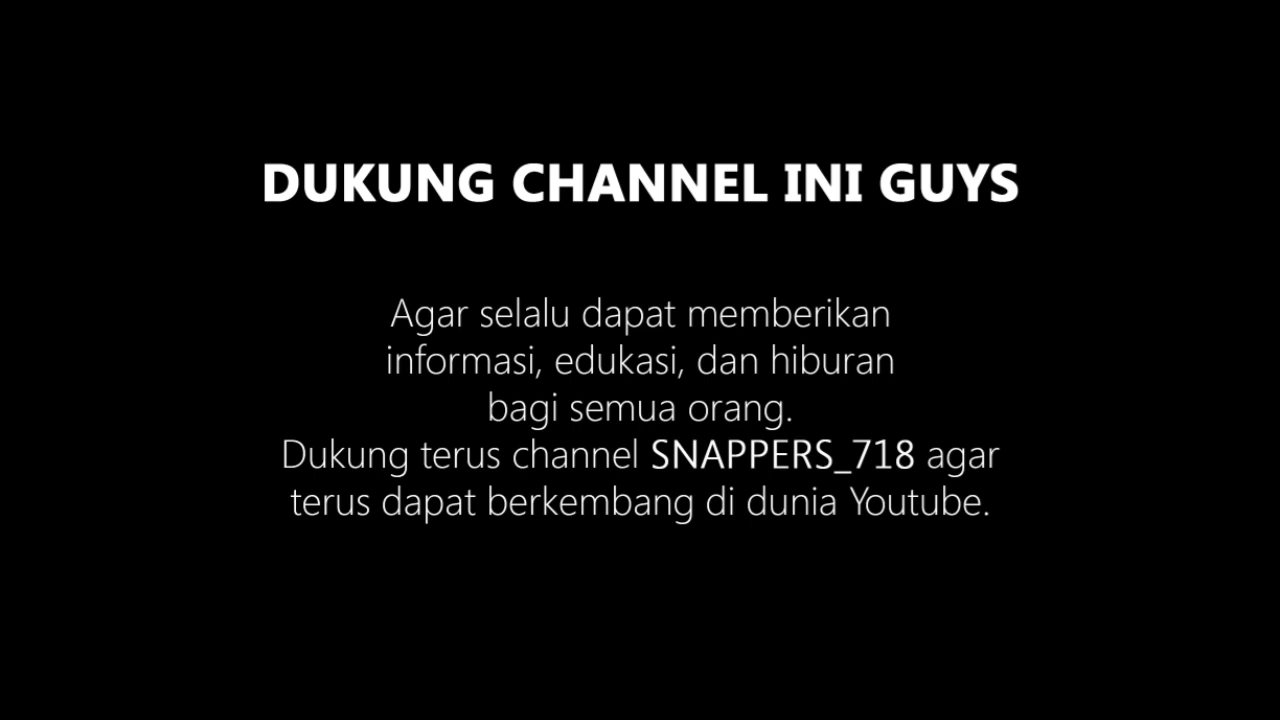 DUKUNG CHANNEL INI GUYS
Agar selalu dapat memberikan
informasi, edukasi, dan hiburan
bagi semua orang.
Dukung terus channel SNAPPERS_718 agar
terus dapat berkembang di dunia Youtube.